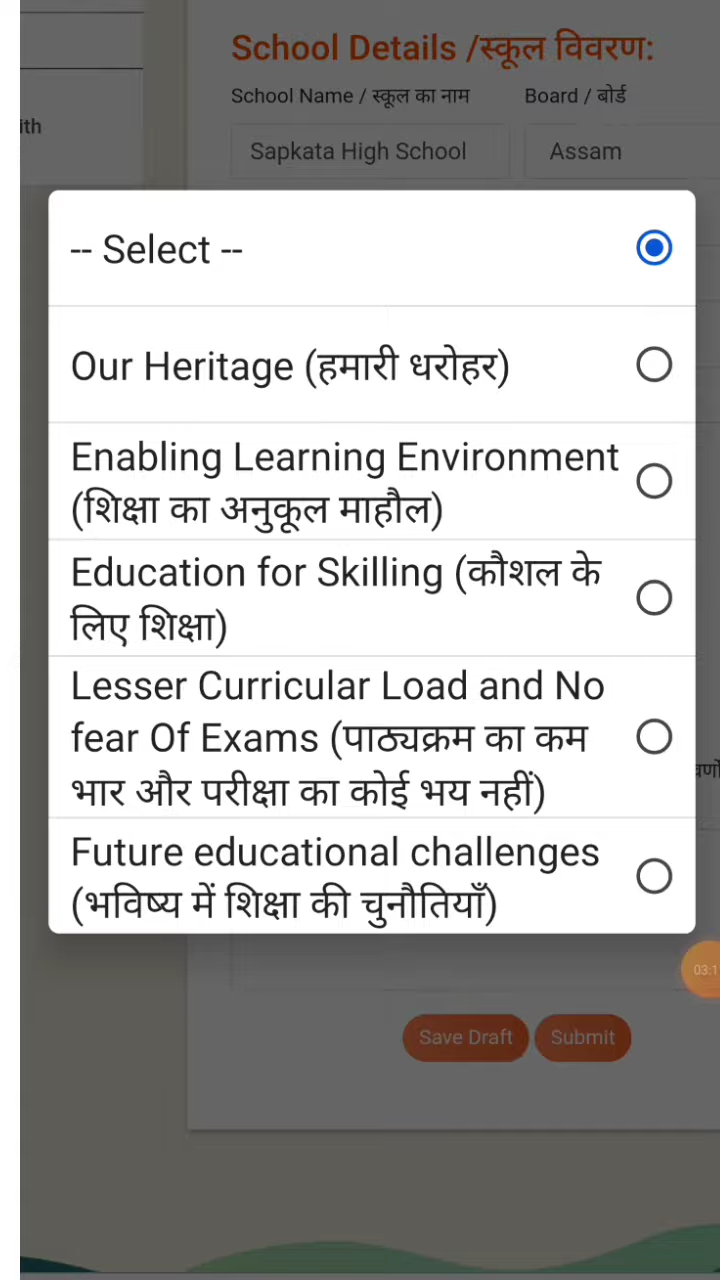 School Details /स्कूल विवरण:
School Name / स्कूल का नाम Board / बोर्ड
ith
Sapkata High School Assam
-- Select --
Our Heritage (हमारी धरोहर)
Enabling Learning Environment
(शिक्षा का अनुकूल माहौल)
Education for Skilling (कौशल के
लिए शिक्षा)
Lesser Curricular Load and No
fear Of Exams (पाठ्यक्रम का कम
भार और परीक्षा का कोई भय नहीं)
Future educational challenges
(भविष्य में शिक्षा की चुनौतियाँ)
03:1
Save Draft Submit